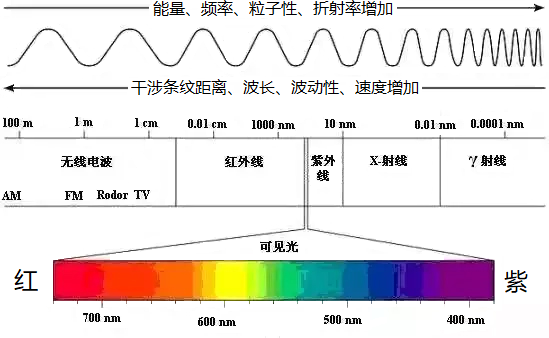 能量、频率、粒子性、折射率增加
干涉条纹距离、波长、波动性、速度增加
100 m 1 m 1 cm 0.01 cm 1000 nm 10 nm 0.01 nm 0.0001 nm
无线电波 红外线 紫外线 X-射线 γ射线
AM FM Rodor TV
可见光
红 紫
700 nm 600 nm 500 nm 400 nm